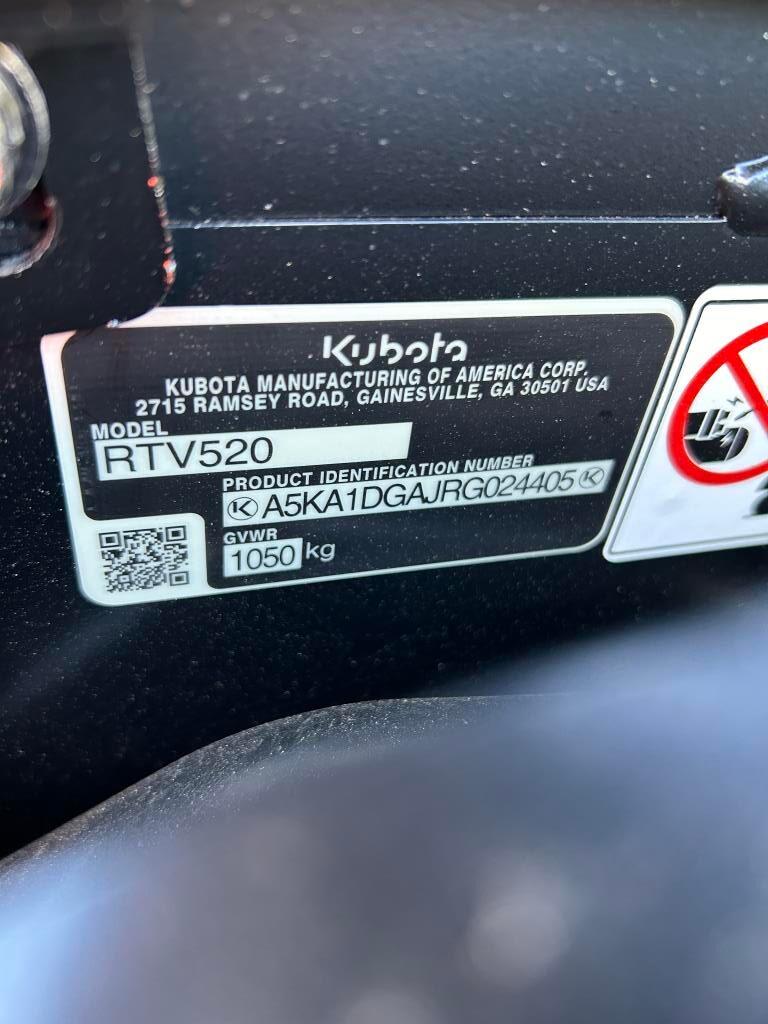 Kubota
KUBOTA MANUFACTURING OF AMERICA CORP.
2715 RAMSEY ROAD, GAINESVILLE, GA 30501 USA
MODEL
RTV520
PRODUCT IDENTIFICATION NUMBER
K A5KA1DGAJRG024405 K
GVWR
1050 kg